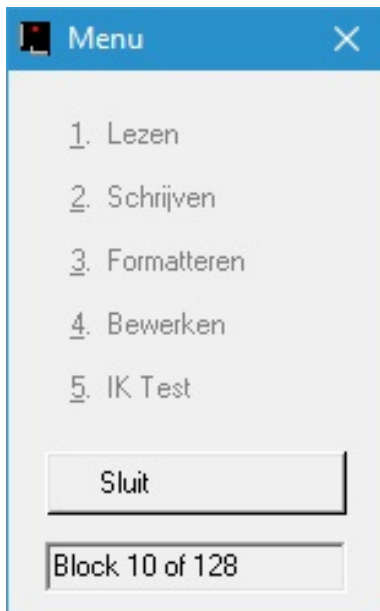 Menu
1. Lezen
2. Schrijven
3. Formatteren
4. Bewerken
5. IK Test
Sluit
Block 10 of 128